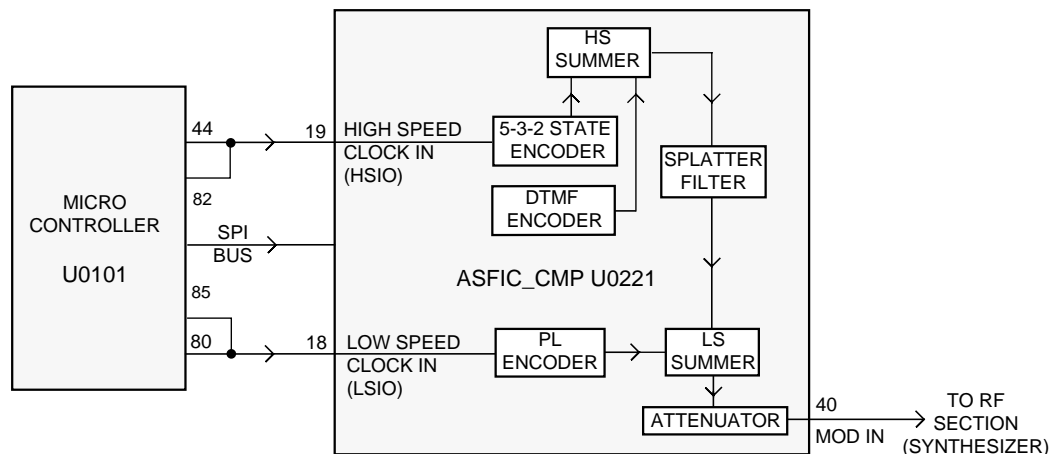 HS
SUMMER
44
19
HIGH SPEED
CLOCK IN
(HSIO)
5-3-2 STATE
ENCODER
SPLATTER
FILTER
82
DTMF
ENCODER
MICRO
CONTROLLER
U0101
SPI
BUS
ASFIC_CMP U0221
85
80
18
LOW SPEED
CLOCK IN
(LSIO)
PL
ENCODER
LS
SUMMER
ATTENUATOR
40
MOD IN
TO RF
SECTION
(SYNTHESIZER)